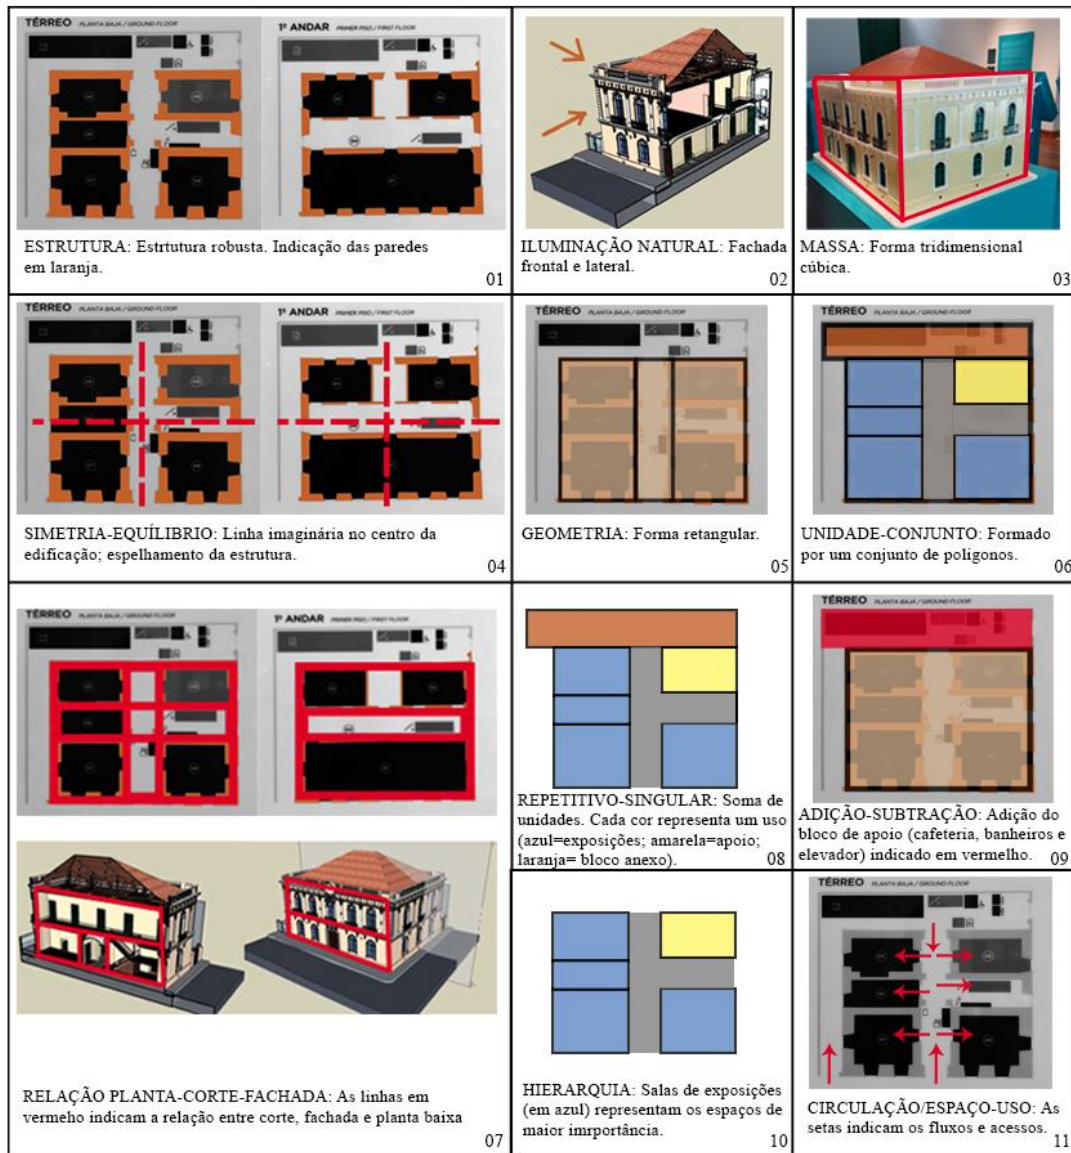 TÉRREO PLANTA BAJA / GROUND FLOOR
1º ANDAR PRIMER PISO / FIRST FLOOR
ESTRUTURA: Estrtutura robusta. Indicação das paredes
em laranja.
01
ILUMINAÇÃO NATURAL: Fachada
frontal e lateral.
02
MASSA: Forma tridimensional
cúbica.
03
TÉRREO PLANTA BAJA / GROUND FLOOR
1º ANDAR PRIMER PISO / FIRST FLOOR
SIMETRIA-EQUÍLIBRIO: Linha imaginária no centro da
edificação; espelhamento da estrutura.
04
TÉRREO PLANTA BAJA / GROUND FLOOR
GEOMETRIA: Forma retangular.
05
TÉRREO PLANTA BAJA / GROUND FLOOR
UNIDADE-CONJUNTO: Formado
por um conjunto de polígonos.
06
TÉRREO PLANTA BAJA / GROUND FLOOR
1º ANDAR PRIMER PISO / FIRST FLOOR
RELAÇÃO PLANTA-CORTE-FACHADA: As linhas em
vermeho indicam a relação entre corte, fachada e planta baixa
07
REPETITIVO-SINGULAR: Soma de
unidades. Cada cor representa um uso
(azul=exposições; amarela=apoio;
laranja= bloco anexo).
08
TÉRREO PLANTA BAJA / GROUND FLOOR
ADIÇÃO-SUBTRAÇÃO: Adição do
bloco de apoio (cafeteria, banheiros e
elevador) indicado em vermelho.
09
HIERARQUIA: Salas de exposições
(em azul) representam os espaços de
maior imrportância.
10
TÉRREO PLANTA BAJA / GROUND FLOOR
CIRCULAÇÃO/ESPAÇO-USO: As
setas indicam os fluxos e acessos.
11